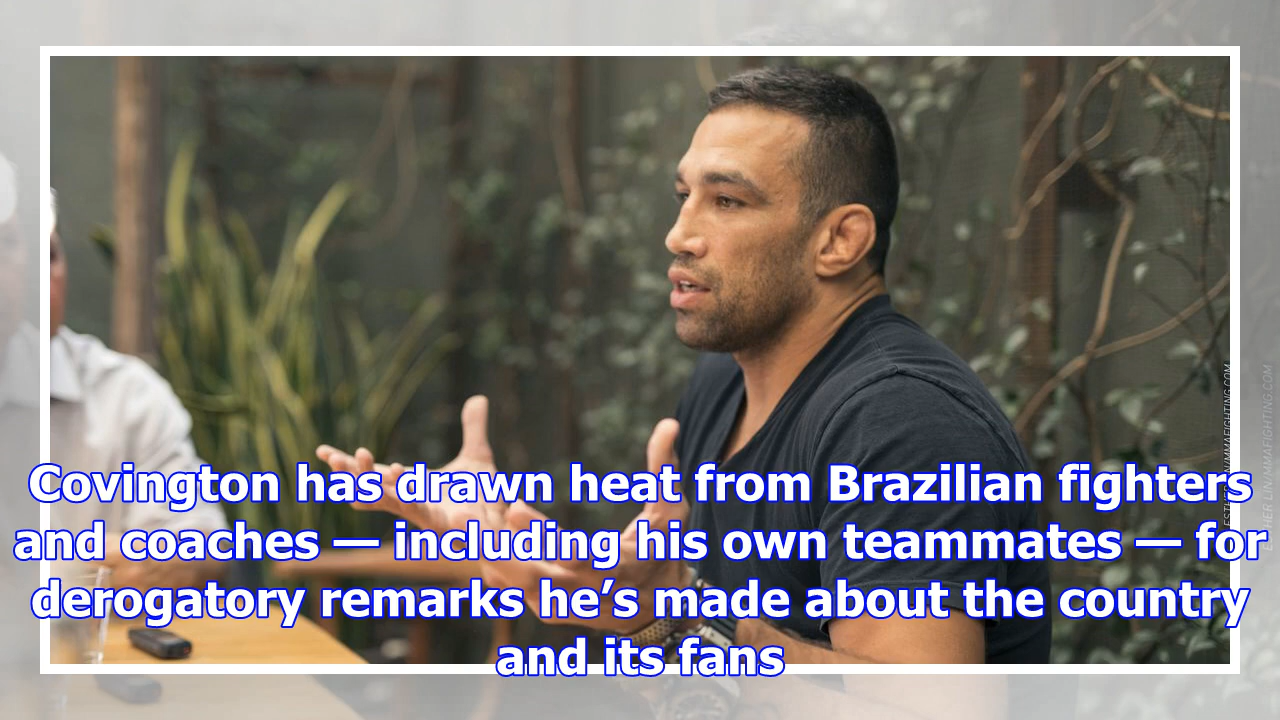 Covington has drawn heat from Brazilian fighters
and coaches — including his own teammates — for
derogatory remarks he’s made about the country
and its fans